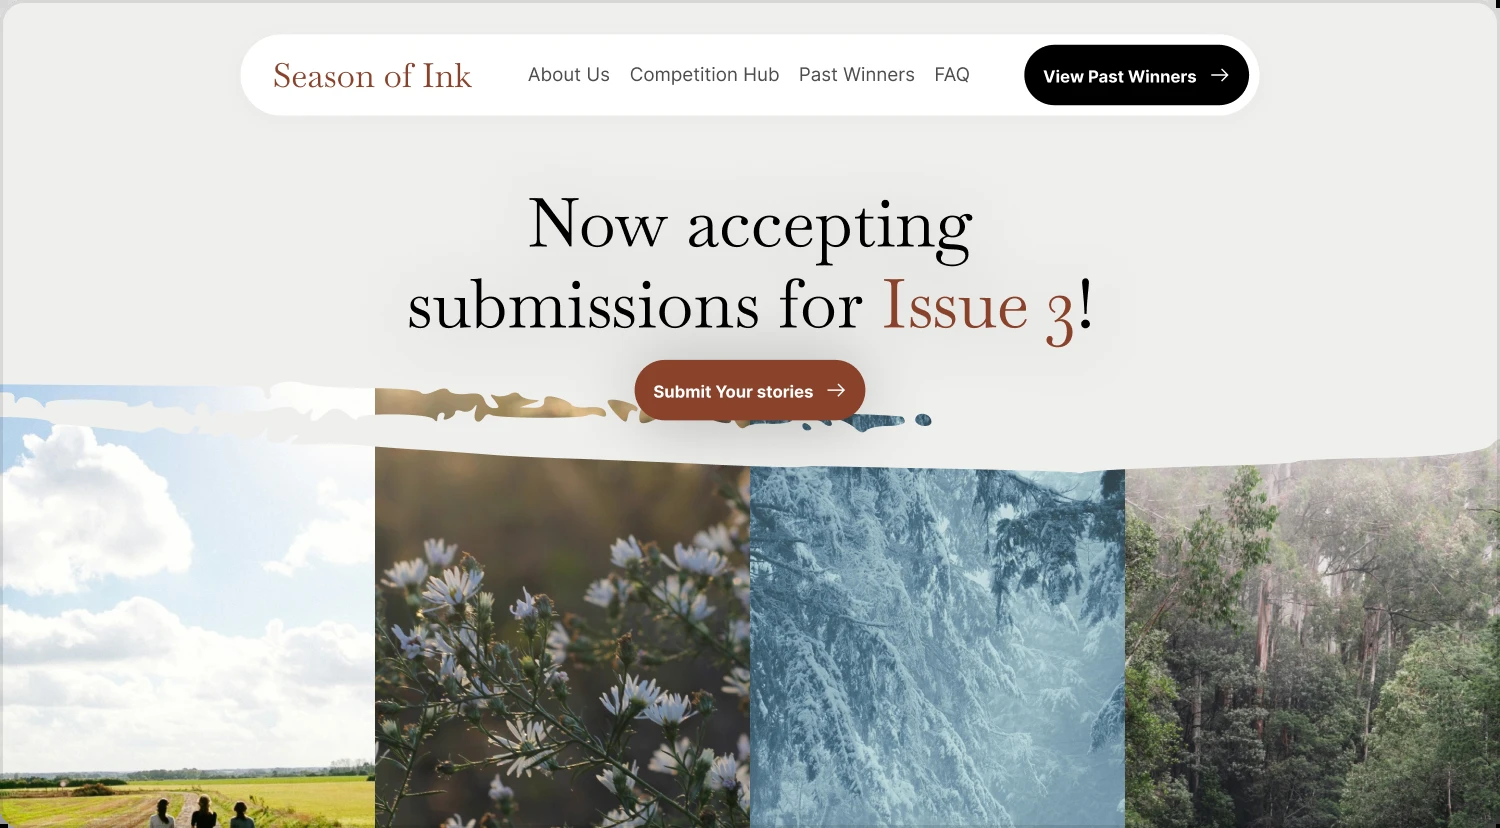 Season of Ink
About Us
Competition Hub
Past Winners
FAQ
View Past Winners
Now accepting
submissions for Issue 3!
Submit Your stories